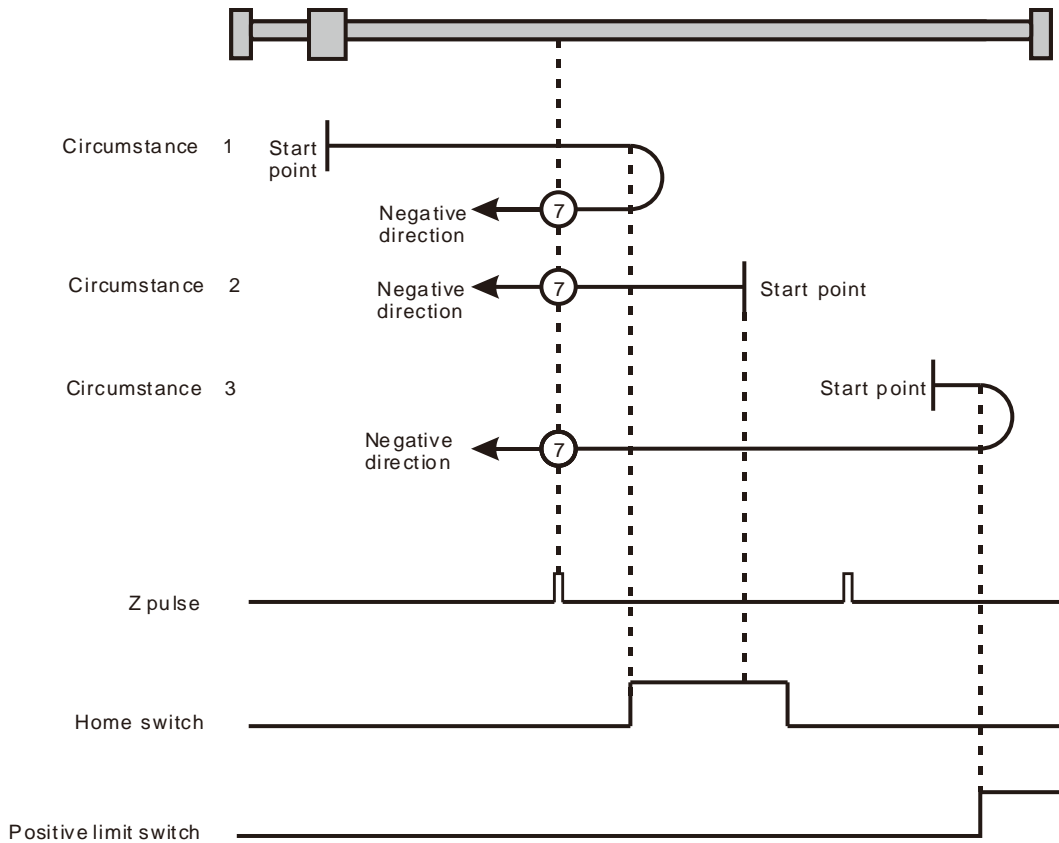 Circumstance 1
Start
point
Negative
direction
7
Circumstance 2
Negative
direction
7
Start point
Circumstance 3
Start point
Negative
direction
7
Z pulse
Home switch
Positive limit switch